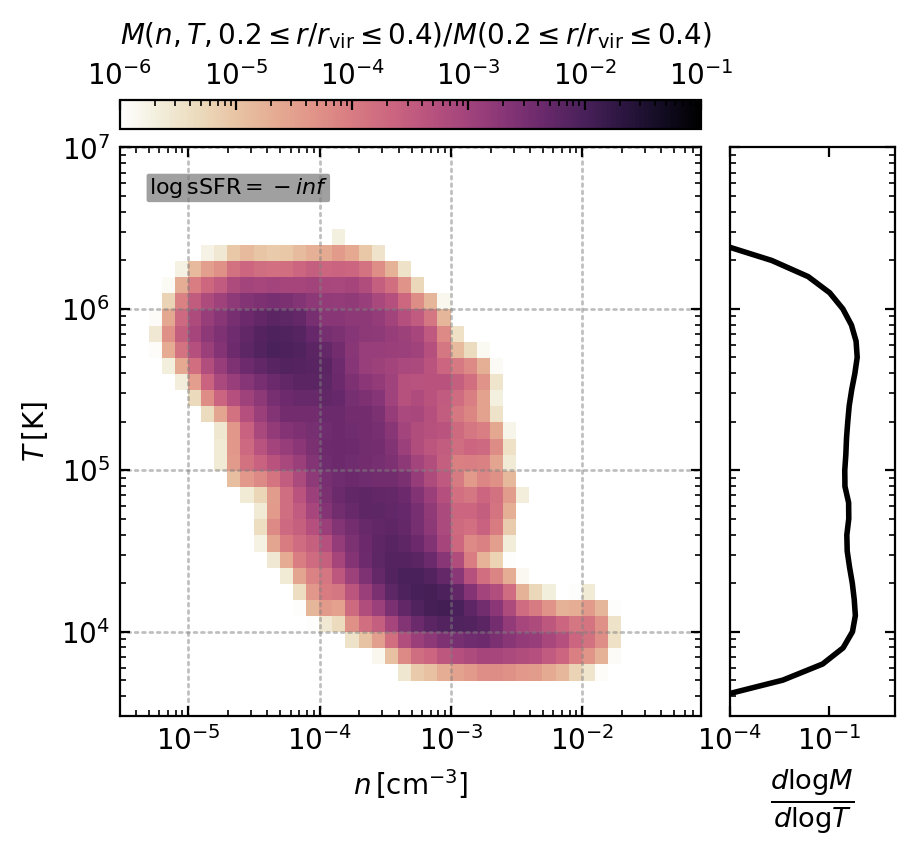 M(n, T, 0.2 ≤ r/r_vir ≤ 0.4)/M(0.2 ≤ r/r_vir ≤ 0.4)
10^−6 10^−5 10^−4 10^−3 10^−2 10^−1
10^7
log sSFR = −inf
10^6
T [K]
10^5
10^4
10^−5 10^−4 10^−3 10^−2 10^−4 10^−1
n [cm^−3]
dlogM
dlogT